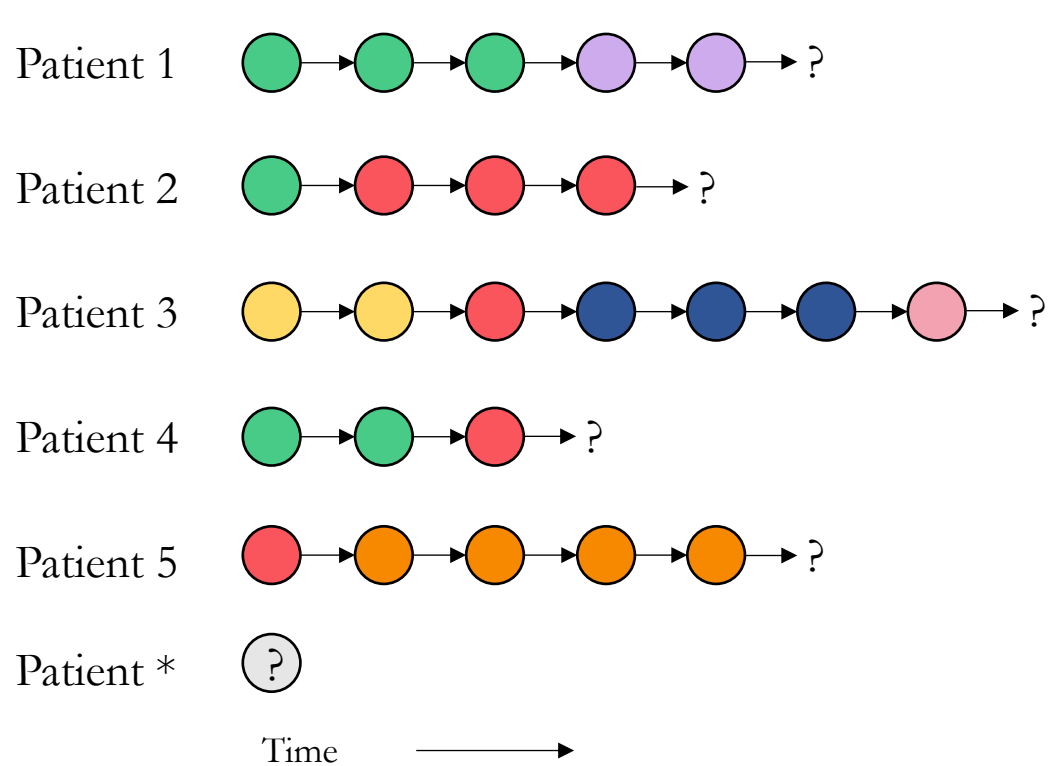 Patient 1 ?
Patient 2 ?
Patient 3 ?
Patient 4 ?
Patient 5 ?
Patient * ?
Time